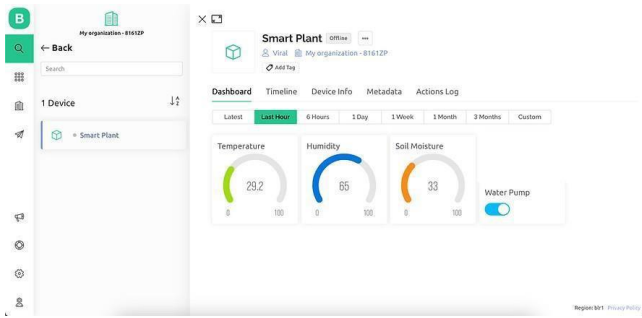 B
My organization - 8161ZP
← Back
Search
1 Device
Smart Plant
Smart Plant Offline ...
Viral My organization - 8161ZP
Add Tag
Dashboard Timeline Device Info Metadata Actions Log
Latest Last Hour 6 Hours 1 Day 1 Week 1 Month 3 Months Custom
Temperature Humidity Soil Moisture
Water Pump
29.2 65 33
0 100 0 100 0 100
Region: blr1 Privacy Policy